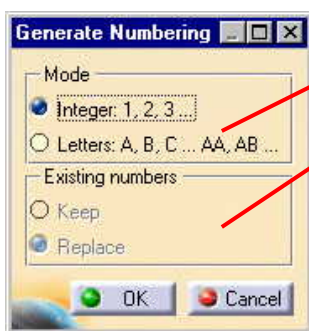 Generate Numbering
Mode
Integer: 1, 2, 3 ...
Letters: A, B, C ... AA, AB ...
Existing numbers
Keep
Replace
OK Cancel